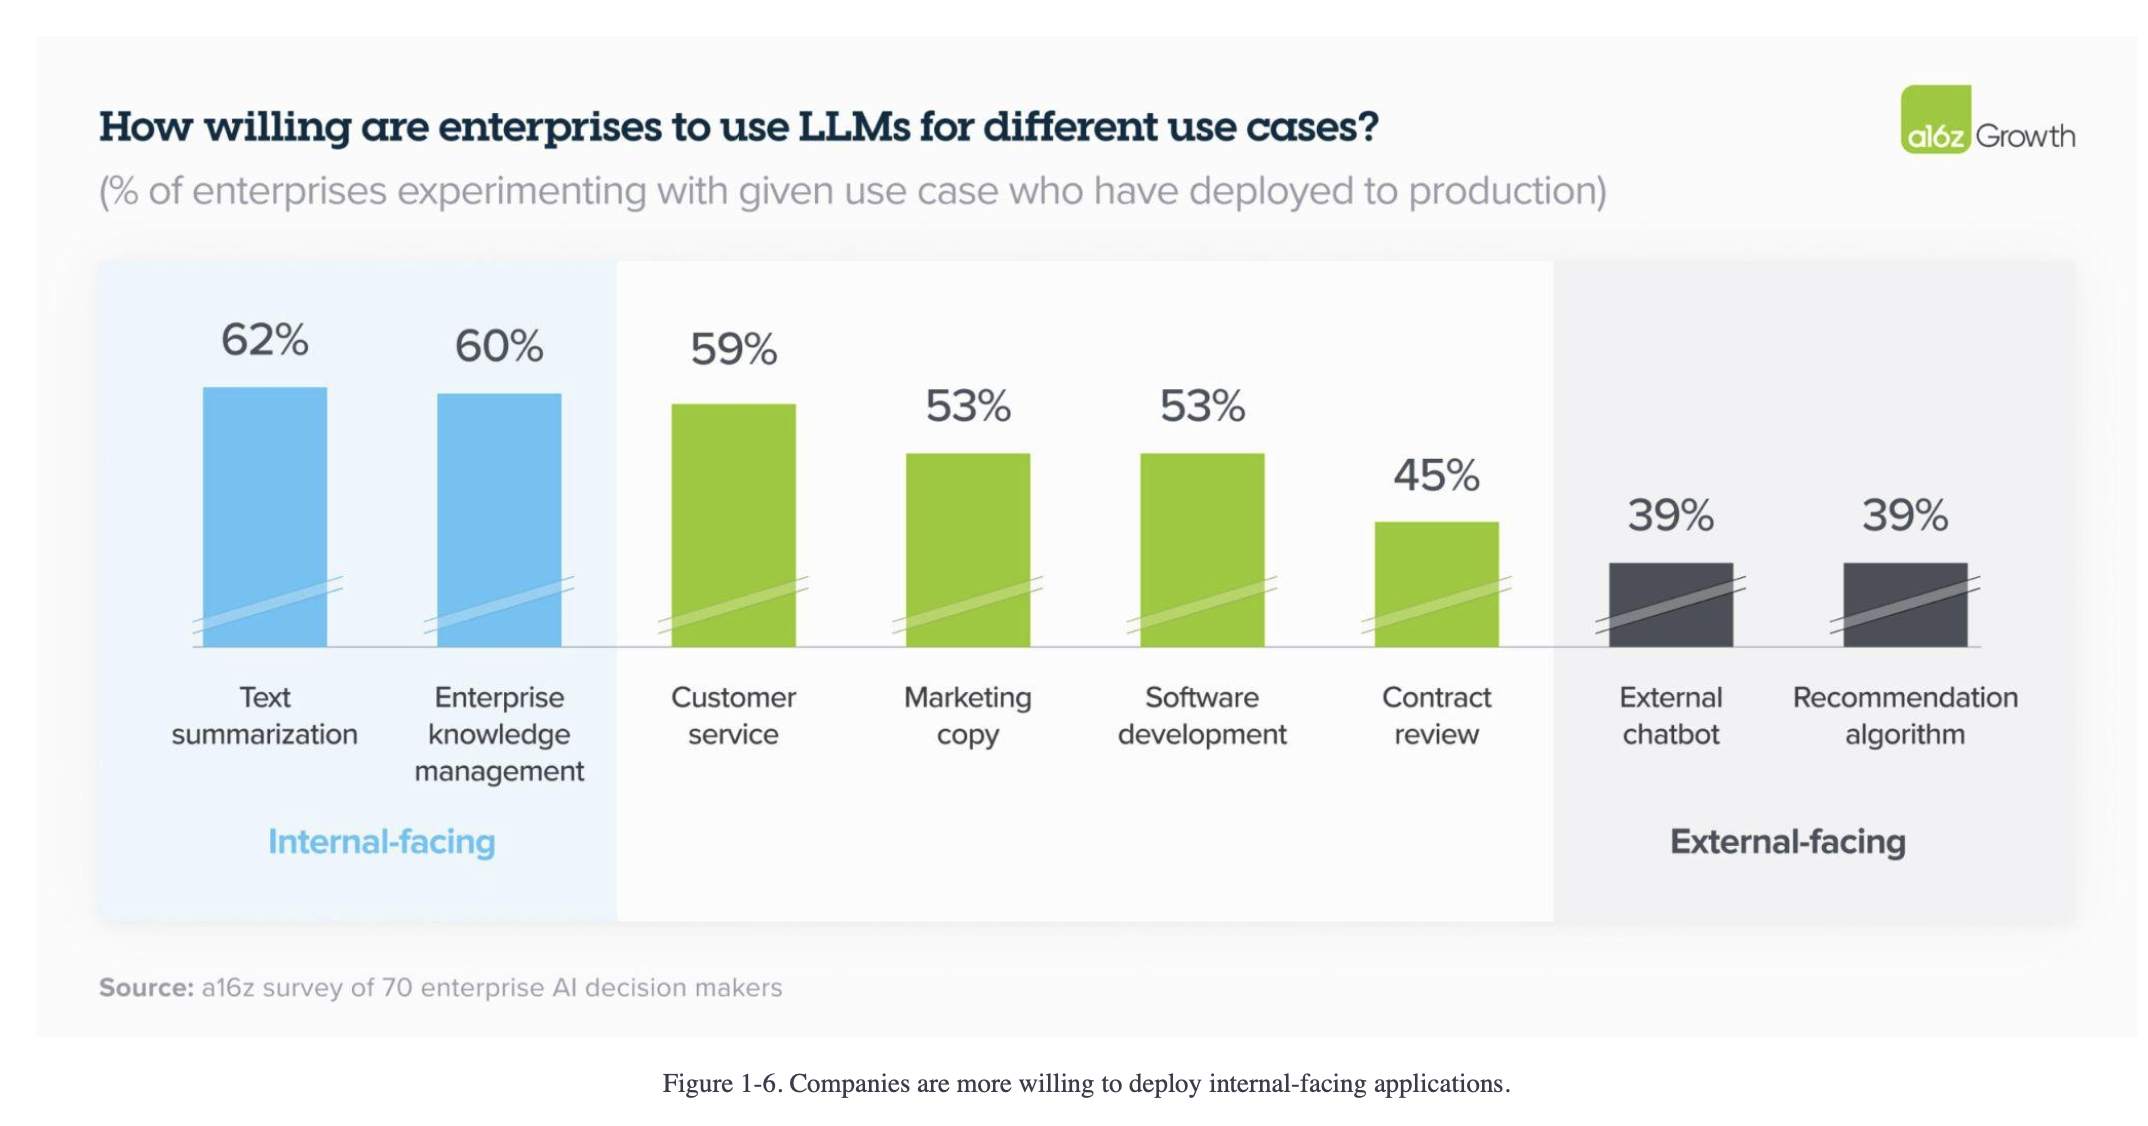 How willing are enterprises to use LLMs for different use cases?
a16z Growth
(% of enterprises experimenting with given use case who have deployed to production)
62%
60%
59%
53%
53%
45%
39%
39%
Text
summarization
Enterprise
knowledge
management
Customer
service
Marketing
copy
Software
development
Contract
review
External
chatbot
Recommendation
algorithm
Internal-facing
External-facing
Source: a16z survey of 70 enterprise AI decision makers
Figure 1-6. Companies are more willing to deploy internal-facing applications.